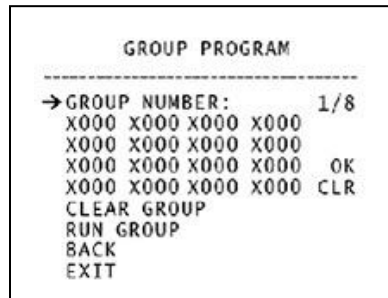 GROUP PROGRAM
---------------------------------------
→GROUP NUMBER: 1/8
X000 X000 X000 X000
X000 X000 X000 X000
X000 X000 X000 X000 OK
X000 X000 X000 X000 CLR
CLEAR GROUP
RUN GROUP
BACK
EXIT